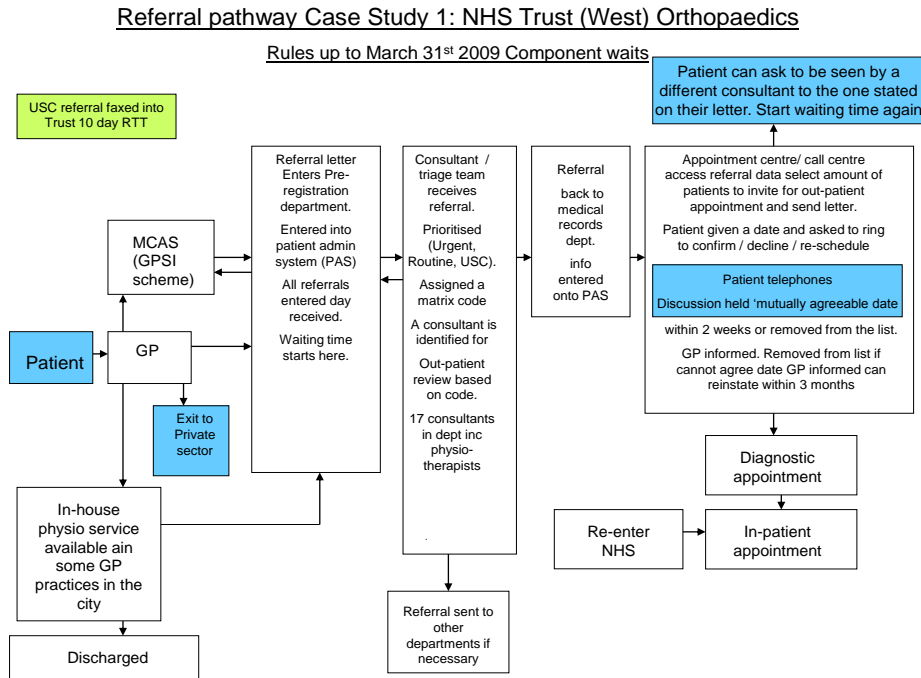 Referral pathway Case Study 1: NHS Trust (West) Orthopaedics
Rules up to March 31st 2009 Component waits
Patient can ask to be seen by a
different consultant to the one stated
on their letter. Start waiting time again
USC referral faxed into
Trust 10 day RTT
Referral letter
Enters Pre-
registration
department.
Entered into
patient admin
system (PAS)
All referrals
entered day
received.
Waiting time
starts here.
Consultant /
triage team
receives
referral.
Prioritised
(Urgent,
Routine, USC).
Assigned a
matrix code
A consultant is
identified for
Out-patient
review based
on code.
17 consultants
in dept inc
physio-
therapists
.
Referral
back to
medical
records
dept.
info
entered
onto PAS
Appointment centre/ call centre
access referral data select amount of
patients to invite for out-patient
appointment and send letter.
Patient given a date and asked to ring
to confirm / decline / re-schedule
Patient telephones
Discussion held 'mutually agreeable date
within 2 weeks or removed from the list.
GP informed. Removed from list if
cannot agree date GP informed can
reinstate within 3 months
MCAS
(GPSI
scheme)
Patient
GP
Exit to
Private
sector
In-house
physio service
available ain
some GP
practices in the
city
Discharged
Referral sent to
other
departments if
necessary
Diagnostic
appointment
Re-enter
NHS
In-patient
appointment